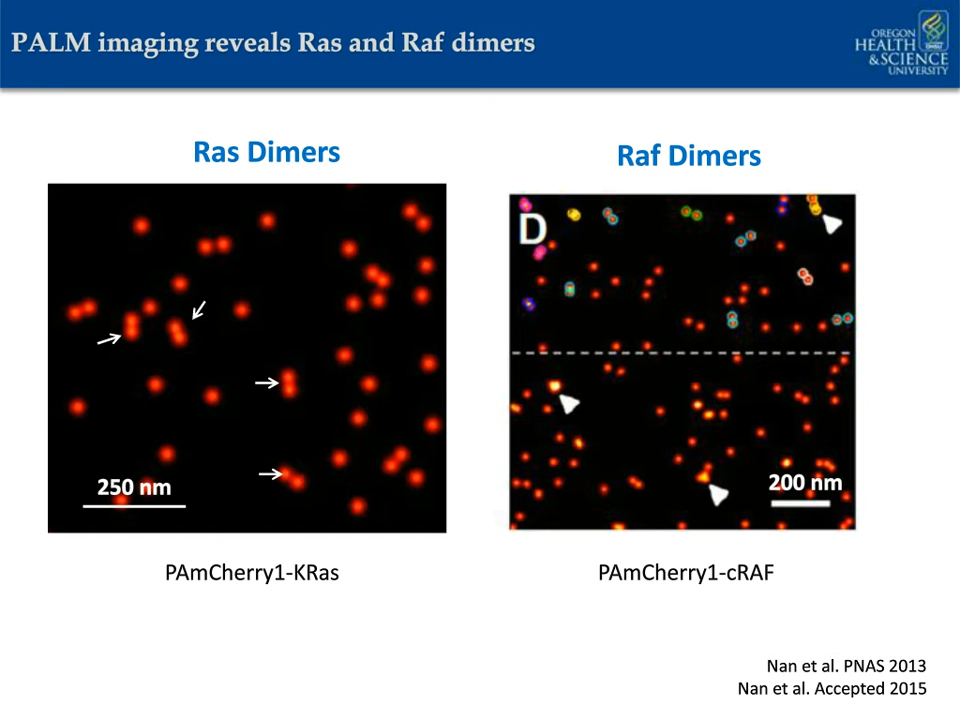 PALM imaging reveals Ras and Raf dimers
OREGON
HEALTH
& SCIENCE
UNIVERSITY
OHSU
Ras Dimers
Raf Dimers
D
250 nm
200 nm
PAmCherry1-KRas
PAmCherry1-cRAF
Nan et al. PNAS 2013
Nan et al. Accepted 2015